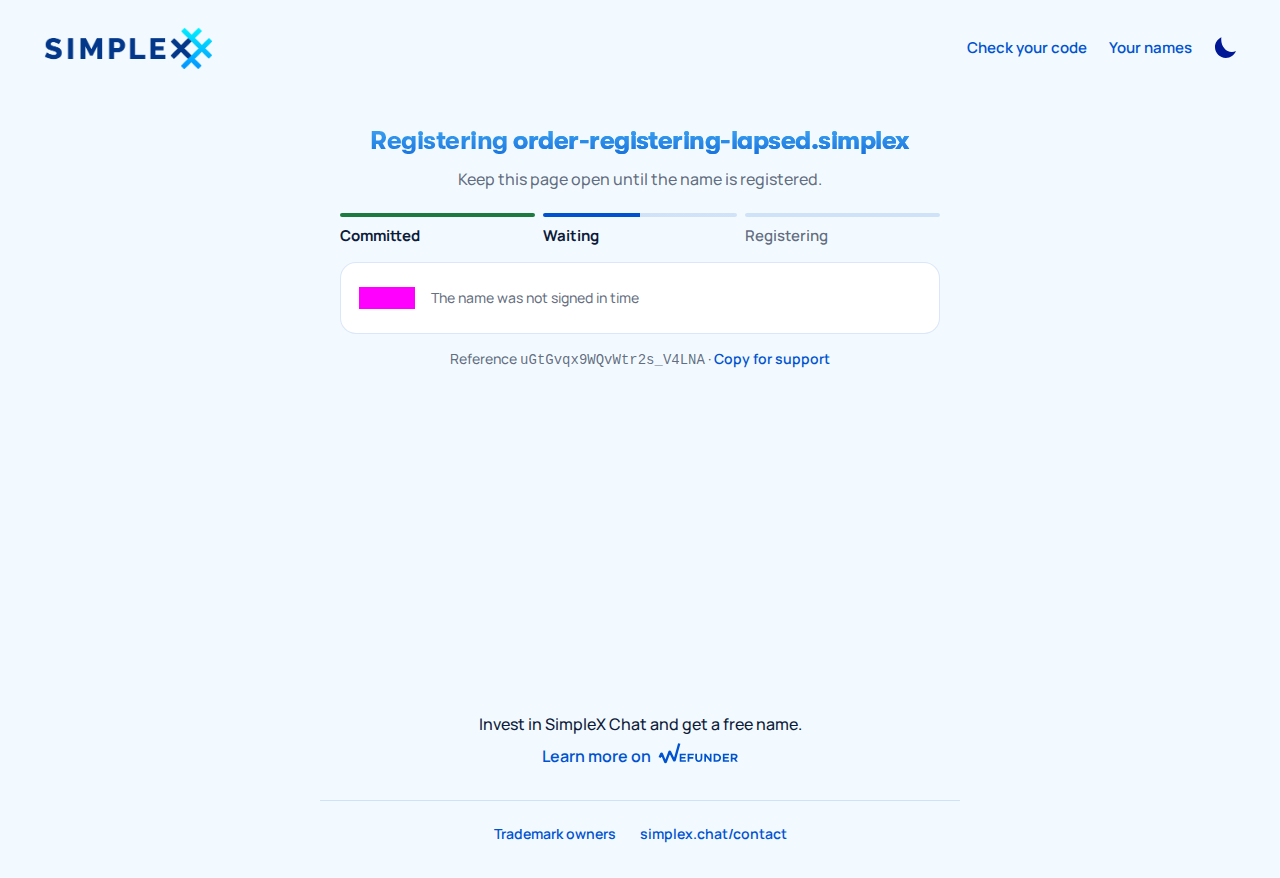 SIMPLEX
Check your code
Your names
Registering order-registering-lapsed.simplex
Keep this page open until the name is registered.
Committed
Waiting
Registering
The name was not signed in time
Reference uGtGvqx9WQvWtr2s_V4LNA · Copy for support
Invest in SimpleX Chat and get a free name.
Learn more on WEFUNDER
Trademark owners
simplex.chat/contact